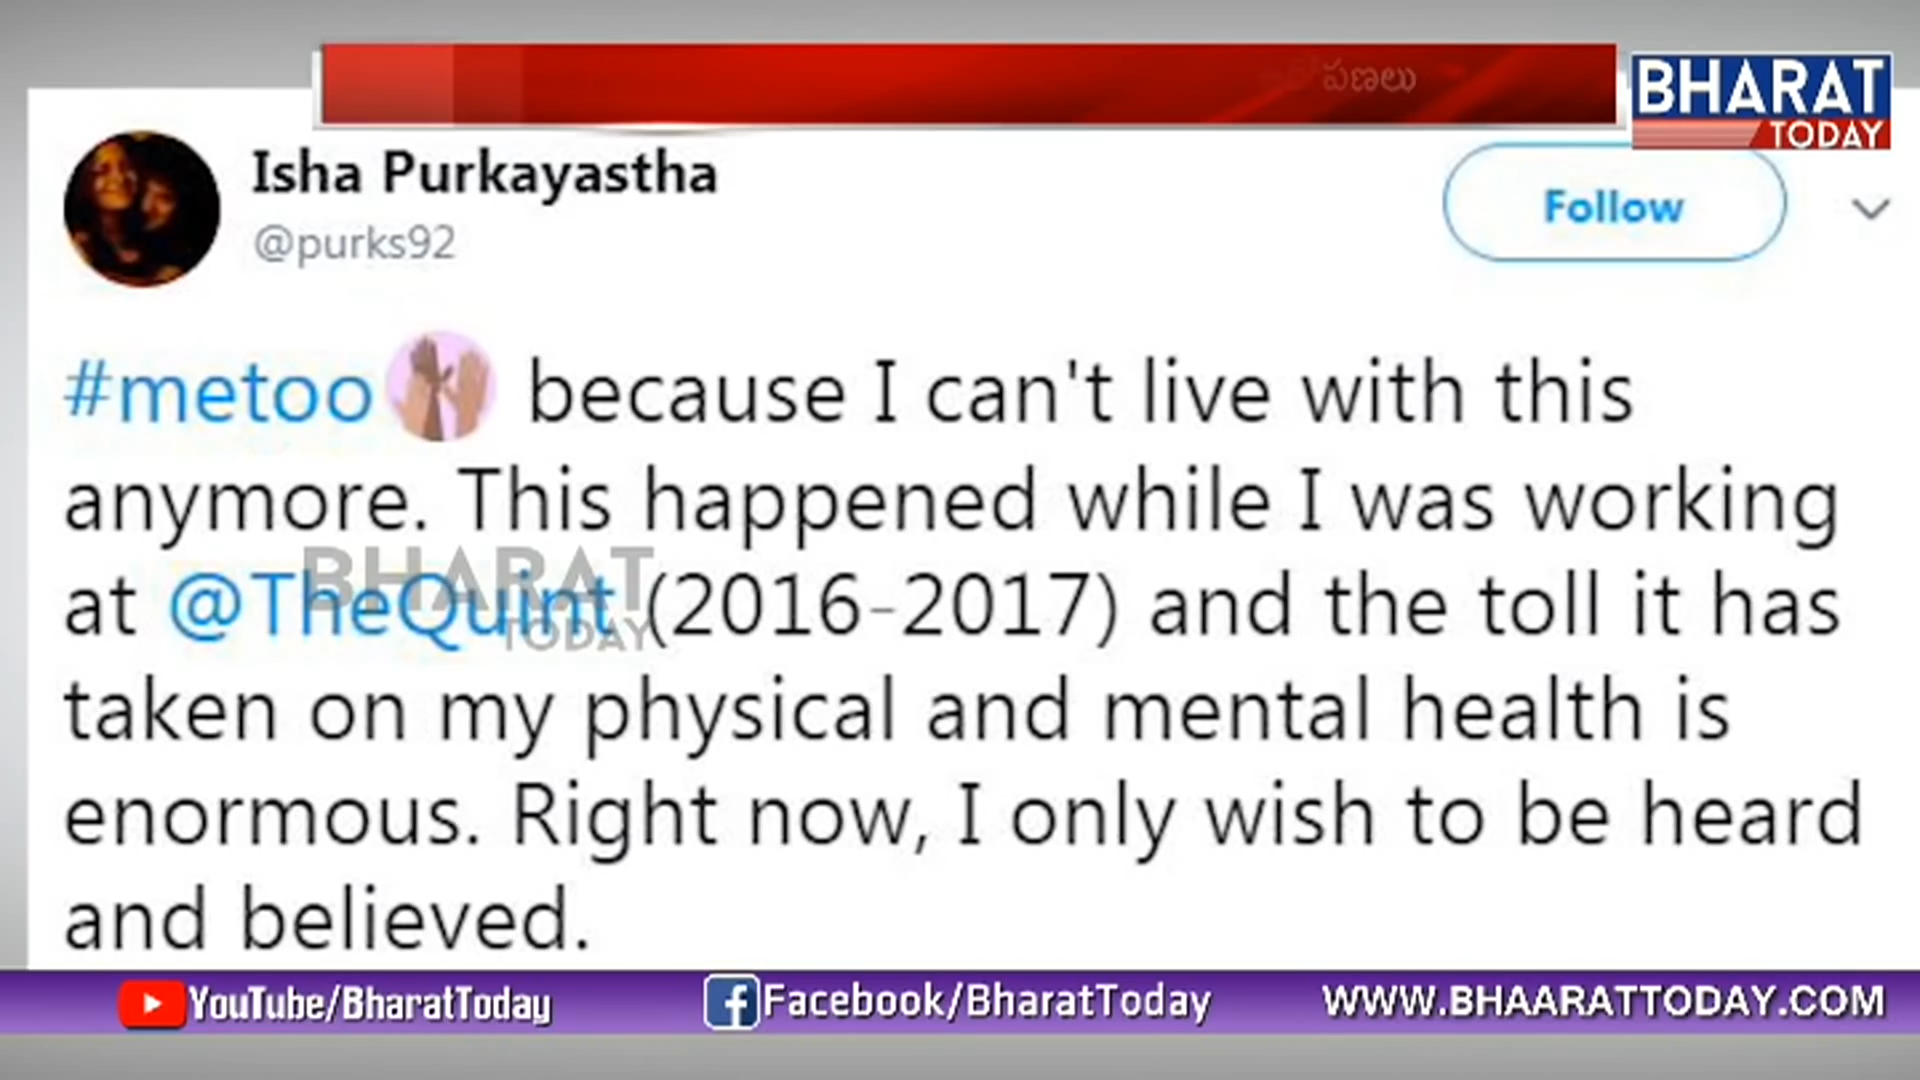 BHARAT
TODAY
Isha Purkayastha
@purks92
Follow
#metoo because I can't live with this
anymore. This happened while I was working
at @TheQuint (2016-2017) and the toll it has
taken on my physical and mental health is
enormous. Right now, I only wish to be heard
and believed.
BHARAT
TODAY
YouTube/BharatToday
Facebook/BharatToday
WWW.BHAARATTODAY.COM